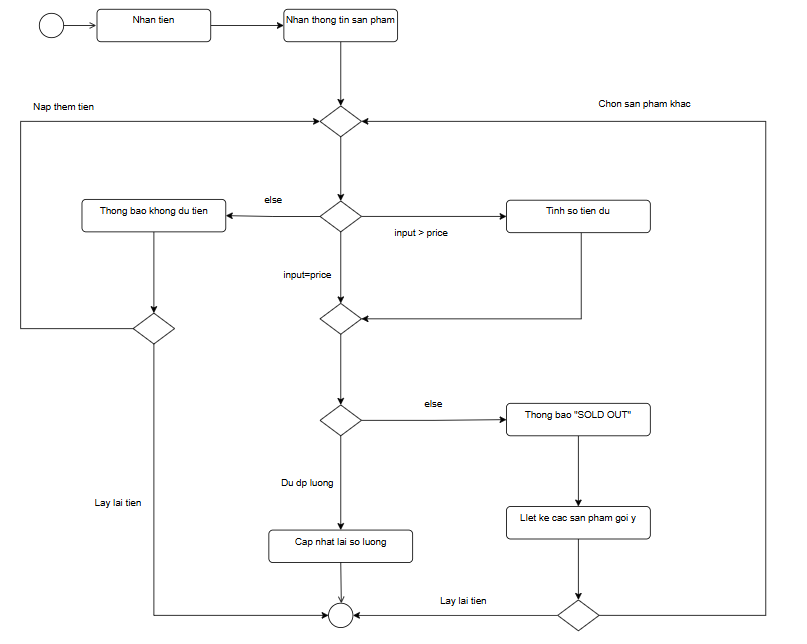 Nhan tien
Nhan thong tin san pham
Nap them tien
Chon san pham khac
else
Thong bao khong du tien
Tinh so tien du
input > price
input=price
else
Thong bao "SOLD OUT"
Du dp luong
Lay lai tien
Llet ke cac san pham goi y
Cap nhat lai so luong
Lay lai tien